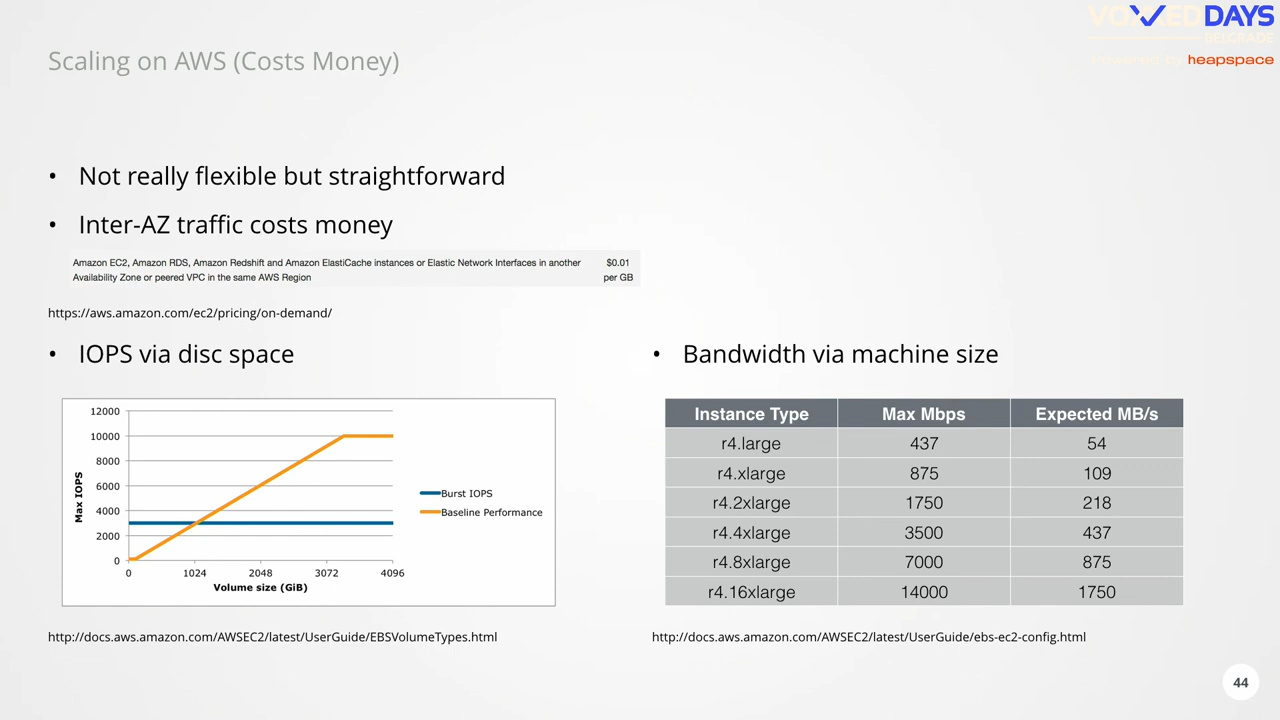 VOXXED DAYS
BELGRADE
Powered by heapspace
Scaling on AWS (Costs Money)
• Not really flexible but straightforward
• Inter-AZ traffic costs money
Amazon EC2, Amazon RDS, Amazon Redshift and Amazon ElastiCache instances or Elastic Network Interfaces in another $0.01
Availability Zone or peered VPC in the same AWS Region per GB
https://aws.amazon.com/ec2/pricing/on-demand/
• IOPS via disc space
12000
10000
8000
6000
4000
2000
0
Max IOPS
0 1024 2048 3072 4096
Volume size (GiB)
Burst IOPS
Baseline Performance
http://docs.aws.amazon.com/AWSEC2/latest/UserGuide/EBSVolumeTypes.html
• Bandwidth via machine size
Instance Type Max Mbps Expected MB/s
r4.large 437 54
r4.xlarge 875 109
r4.2xlarge 1750 218
r4.4xlarge 3500 437
r4.8xlarge 7000 875
r4.16xlarge 14000 1750
http://docs.aws.amazon.com/AWSEC2/latest/UserGuide/ebs-ec2-config.html
44